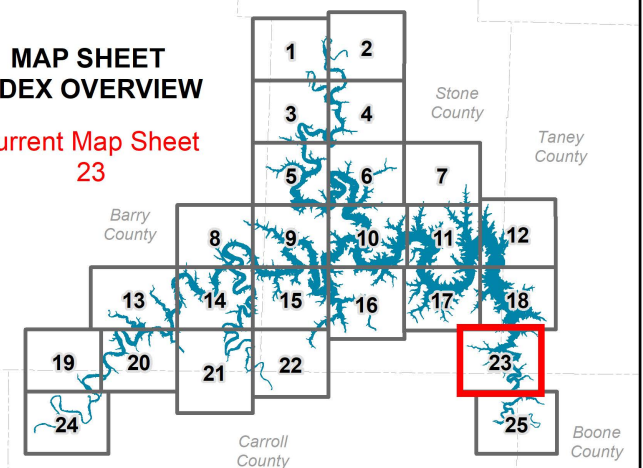 MAP SHEET
DEX OVERVIEW
urrent Map Sheet
23
1 2
Stone
County
3 4
Taney
County
5 6 7
Barry
County
8 9 10 11 12
13 14 15 16 17 18
19 20 21 22 23
24 25
Carroll
County
Boone
County